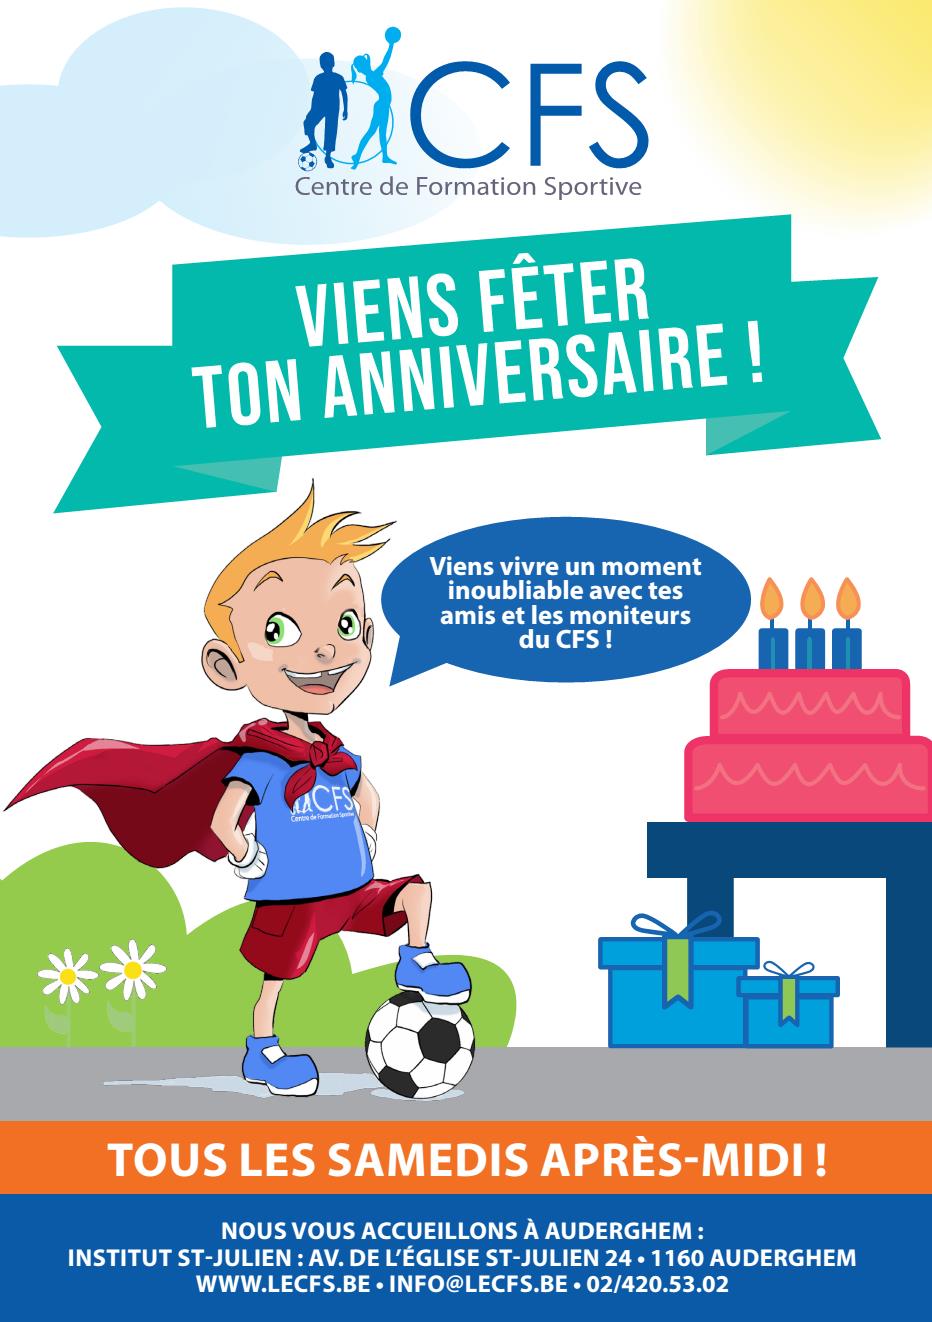 CFS
Centre de Formation Sportive
VIENS FÊTER
TON ANNIVERSAIRE !
Viens vivre un moment
inoubliable avec tes
amis et les moniteurs
du CFS !
CFS
Centre de Formation Sportive
TOUS LES SAMEDIS APRÈS-MIDI !
NOUS VOUS ACCUEILLONS À AUDERGHEM :
INSTITUT ST-JULIEN : AV. DE L'ÉGLISE ST-JULIEN 24 • 1160 AUDERGHEM
WWW.LECFS.BE • INFO@LECFS.BE • 02/420.53.02